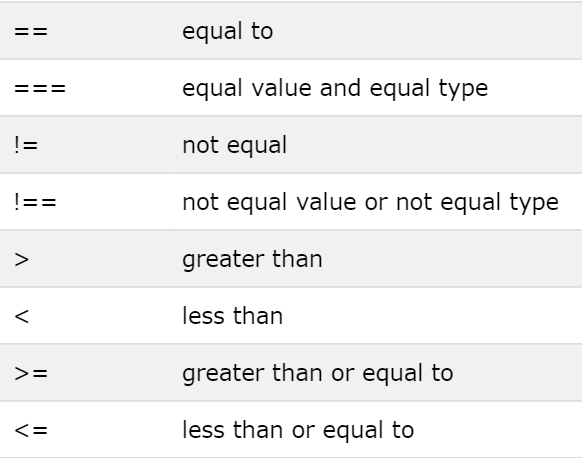 == equal to
=== equal value and equal type
!= not equal
!== not equal value or not equal type
> greater than
< less than
>= greater than or equal to
<= less than or equal to